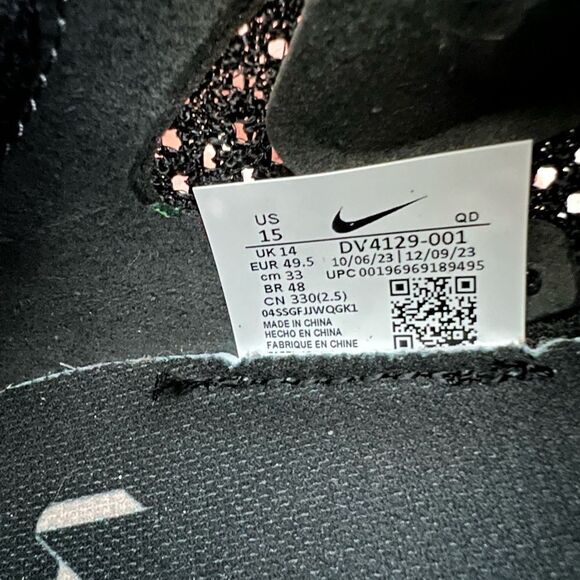 US
15
QD
UK 14
DV4129-001
EUR 49.5
10/06/23 | 12/09/23
cm 33
UPC 00196969189495
BR 48
CN 330(2.5)
04SSGFJJWQGK1
MADE IN CHINA
HECHO EN CHINA
FABRIQUE EN CHINE